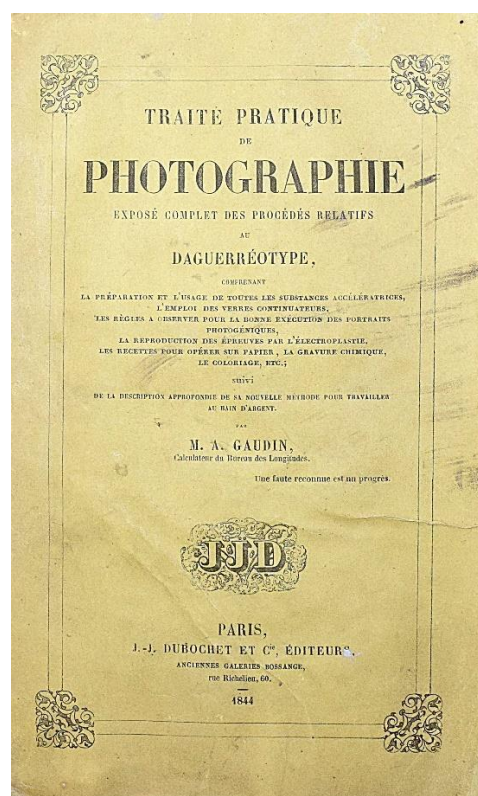 TRAITÉ PRATIQUE
DE
PHOTOGRAPHIE
EXPOSÉ COMPLET DES PROCÉDÉS RELATIFS
AU
DAGUERRÉOTYPE,
COMPRENANT
LA PRÉPARATION ET L'USAGE DE TOUTES LES SUBSTANCES ACCÉLÉRATRICES,
L'EMPLOI DES VERRES CONTINUATEURS,
LES RÈGLES A OBSERVER POUR LA BONNE EXÉCUTION DES PORTRAITS
PHOTOGÉNIQUES,
LA REPRODUCTION DES ÉPREUVES PAR L'ÉLECTROPLASTIE,
LES RECETTES POUR OPÉRER SUR PAPIER, LA GRAVURE CHIMIQUE,
LE COLORIAGE, ETC.;
suivi
DE LA DESCRIPTION APPROFONDIE DE SA NOUVELLE MÉTHODE POUR TRAVAILLER
AU BAIN D'ARGENT.
PAR
M. A. GAUDIN,
Calculateur du Bureau des Longitudes.
Une faute reconnue est un progrès.
JJD
PARIS,
J.-J. DUBOCHET ET Cie, ÉDITEURS,
ANCIENNES GALERIES BOSSANGE,
rue Richelieu, 60.
1844